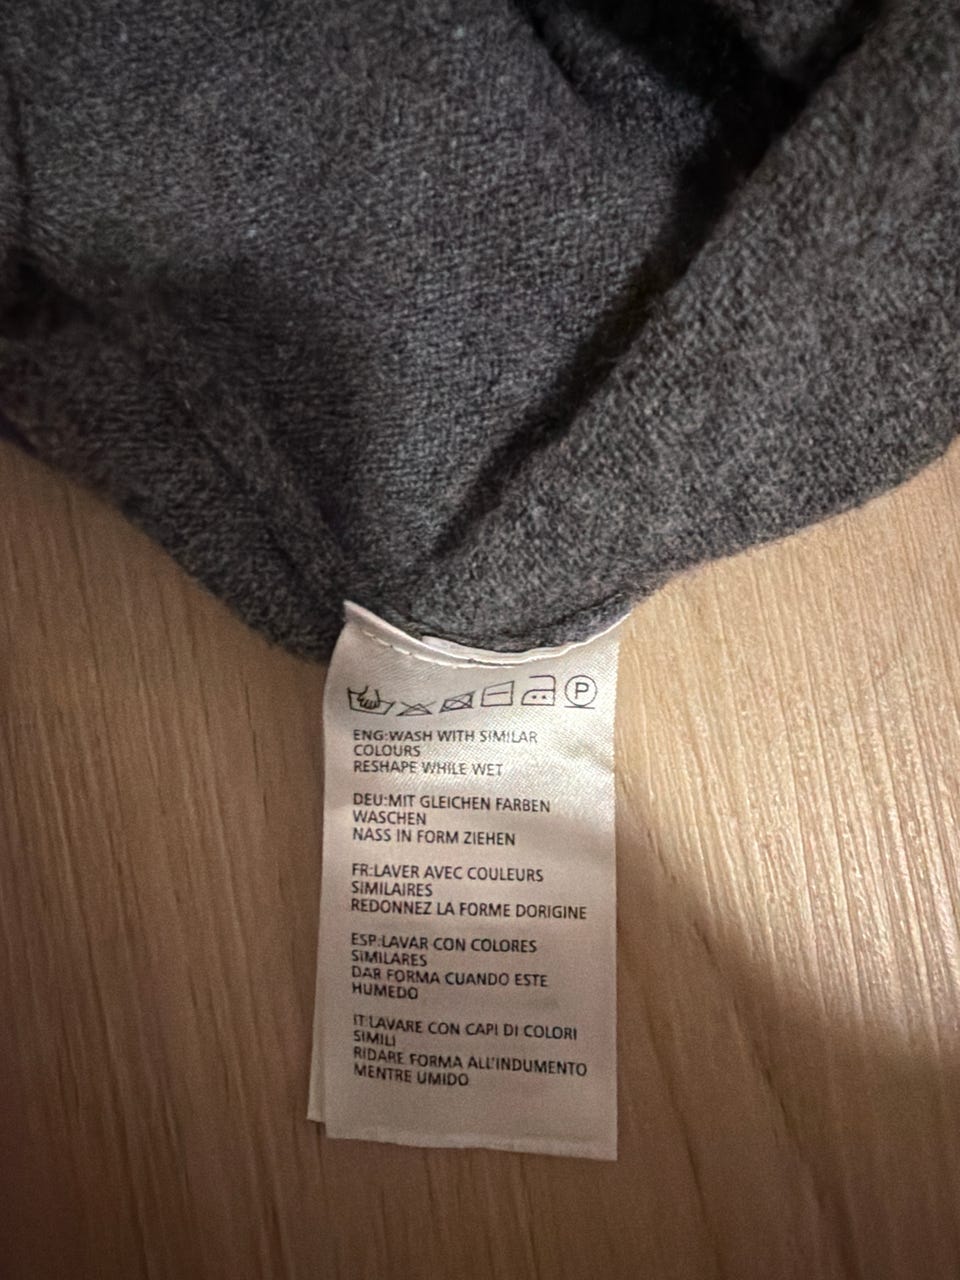 P
ENG:WASH WITH SIMILAR
COLOURS
RESHAPE WHILE WET
DEU:MIT GLEICHEN FARBEN
WASCHEN
NASS IN FORM ZIEHEN
FR:LAVER AVEC COULEURS
SIMILAIRES
REDONNEZ LA FORME DORIGINE
ESP:LAVAR CON COLORES
SIMILARES
DAR FORMA CUANDO ESTE
HUMEDO
IT:LAVARE CON CAPI DI COLORI
SIMILI
RIDARE FORMA ALL'INDUMENTO
MENTRE UMIDO